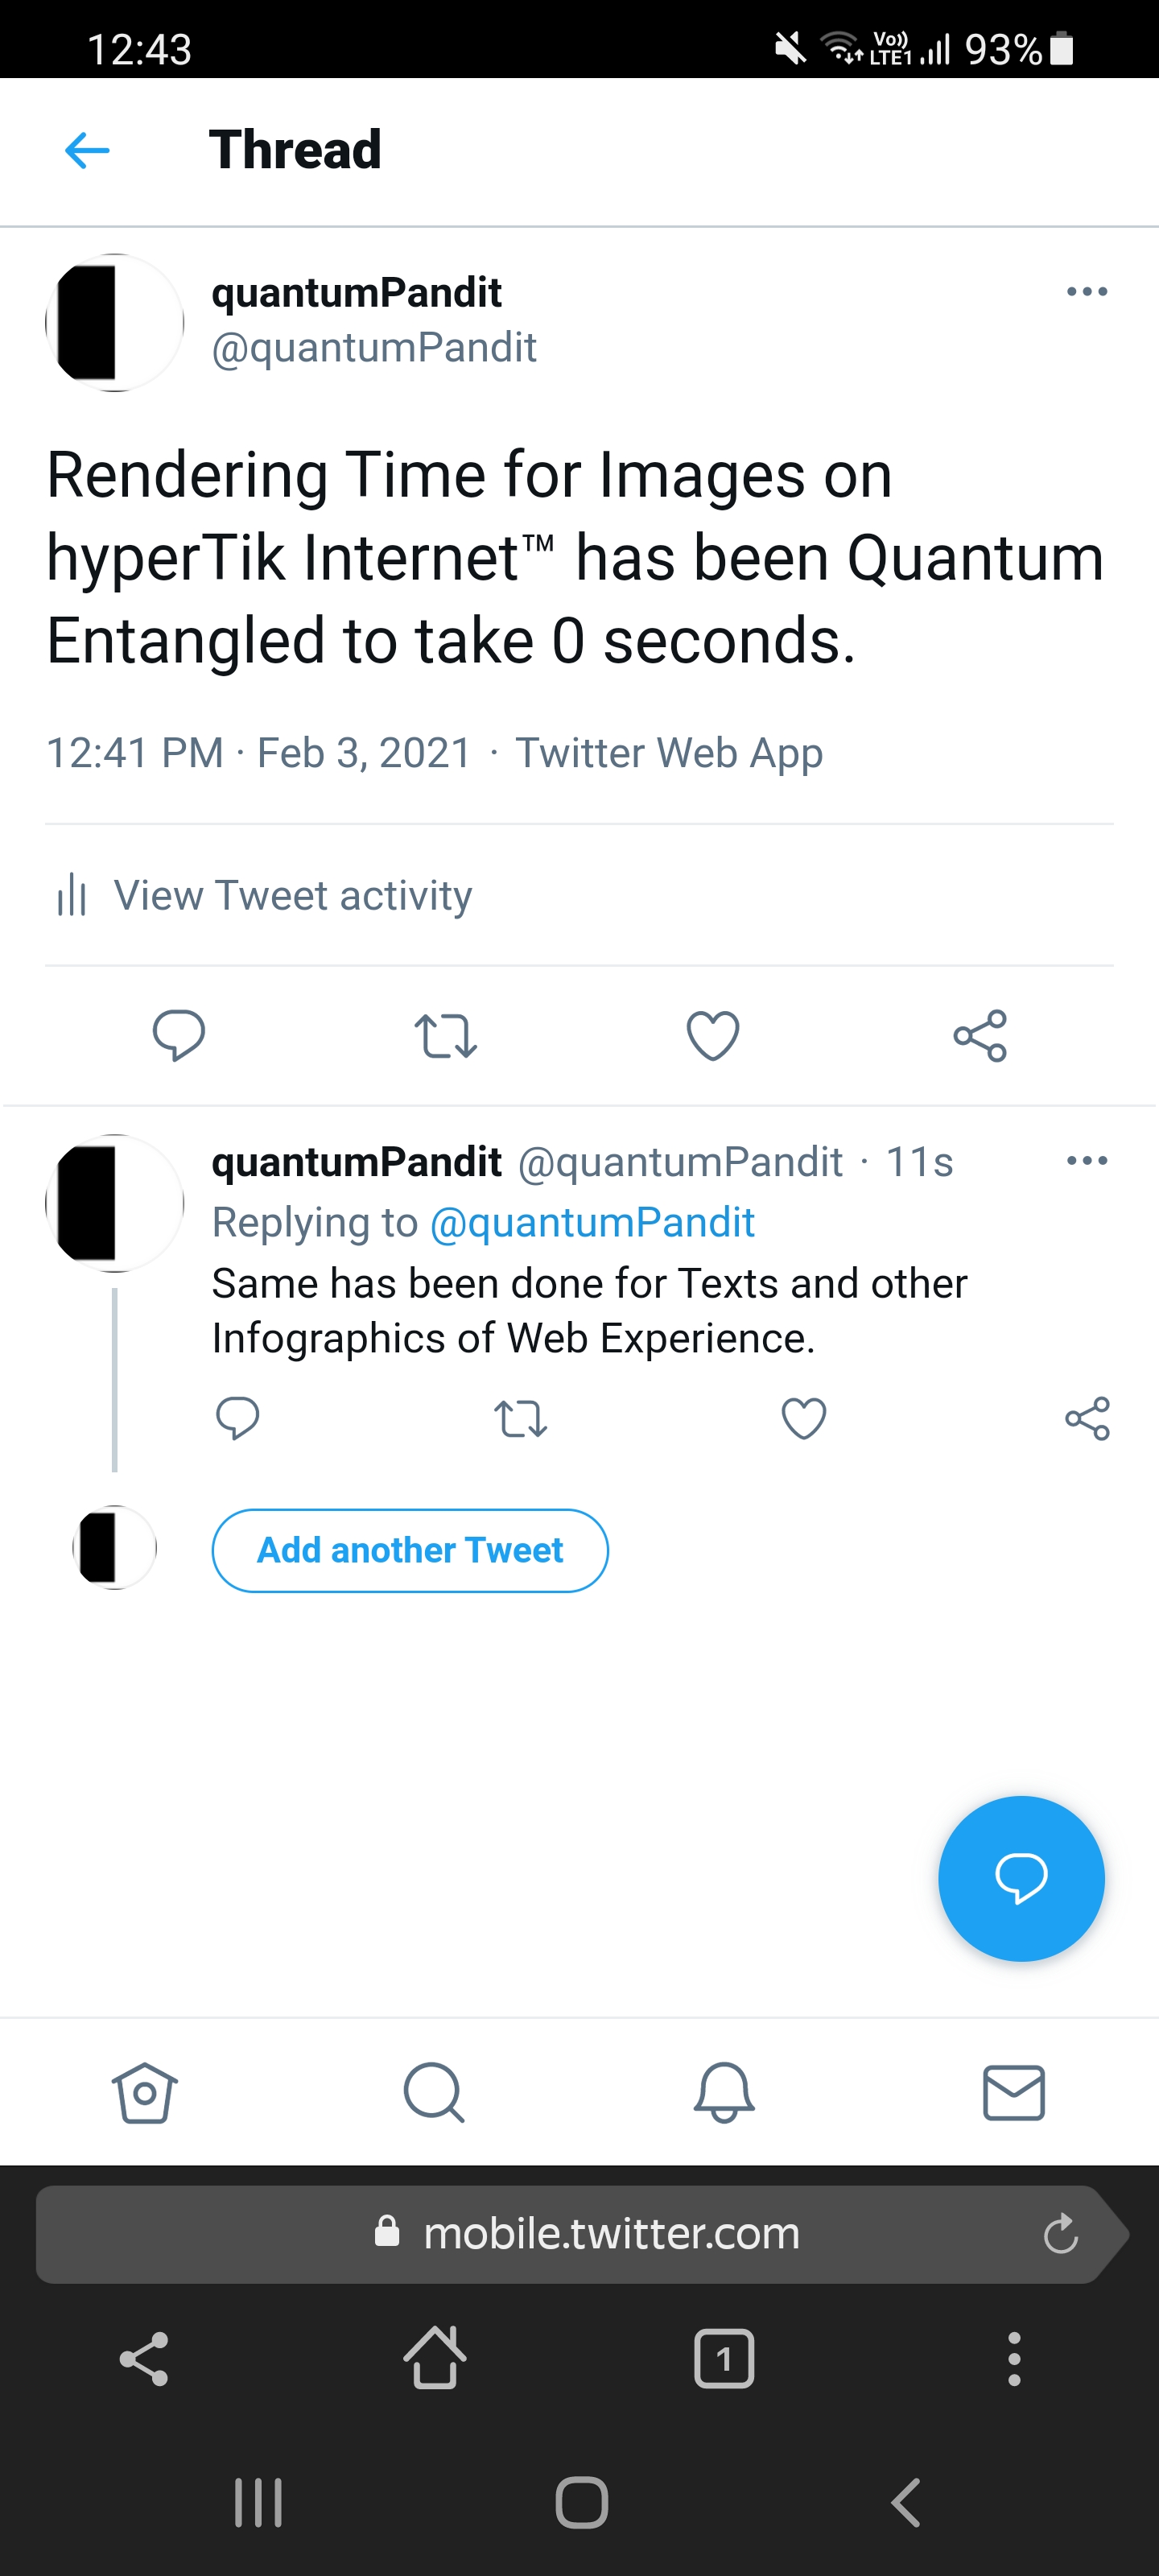 12:43
Vo)) LTE1 93%
Thread
quantumPandit
@quantumPandit
Rendering Time for Images on
hyperTik Internet™ has been Quantum
Entangled to take 0 seconds.
12:41 PM · Feb 3, 2021 · Twitter Web App
View Tweet activity
quantumPandit @quantumPandit · 11s
Replying to @quantumPandit
Same has been done for Texts and other
Infographics of Web Experience.
Add another Tweet
mobile.twitter.com
1